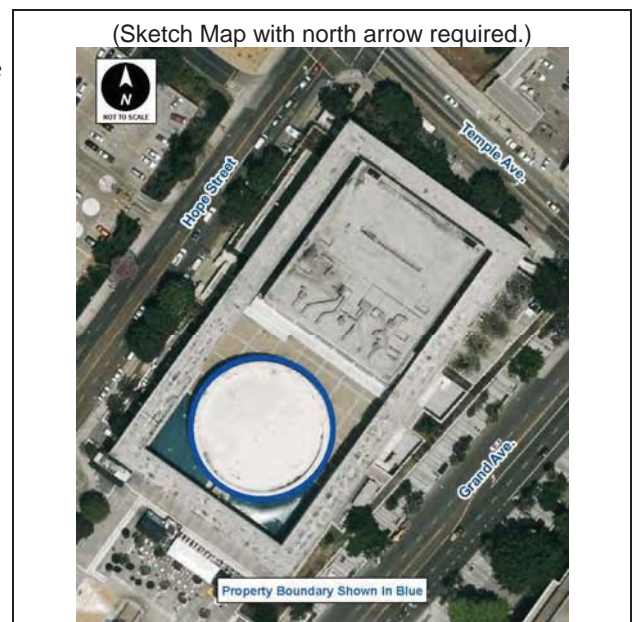 (Sketch Map with north arrow required.)
N
NOT TO SCALE
Hope Street
Temple Ave.
Grand Ave.
Property Boundary Shown In Blue